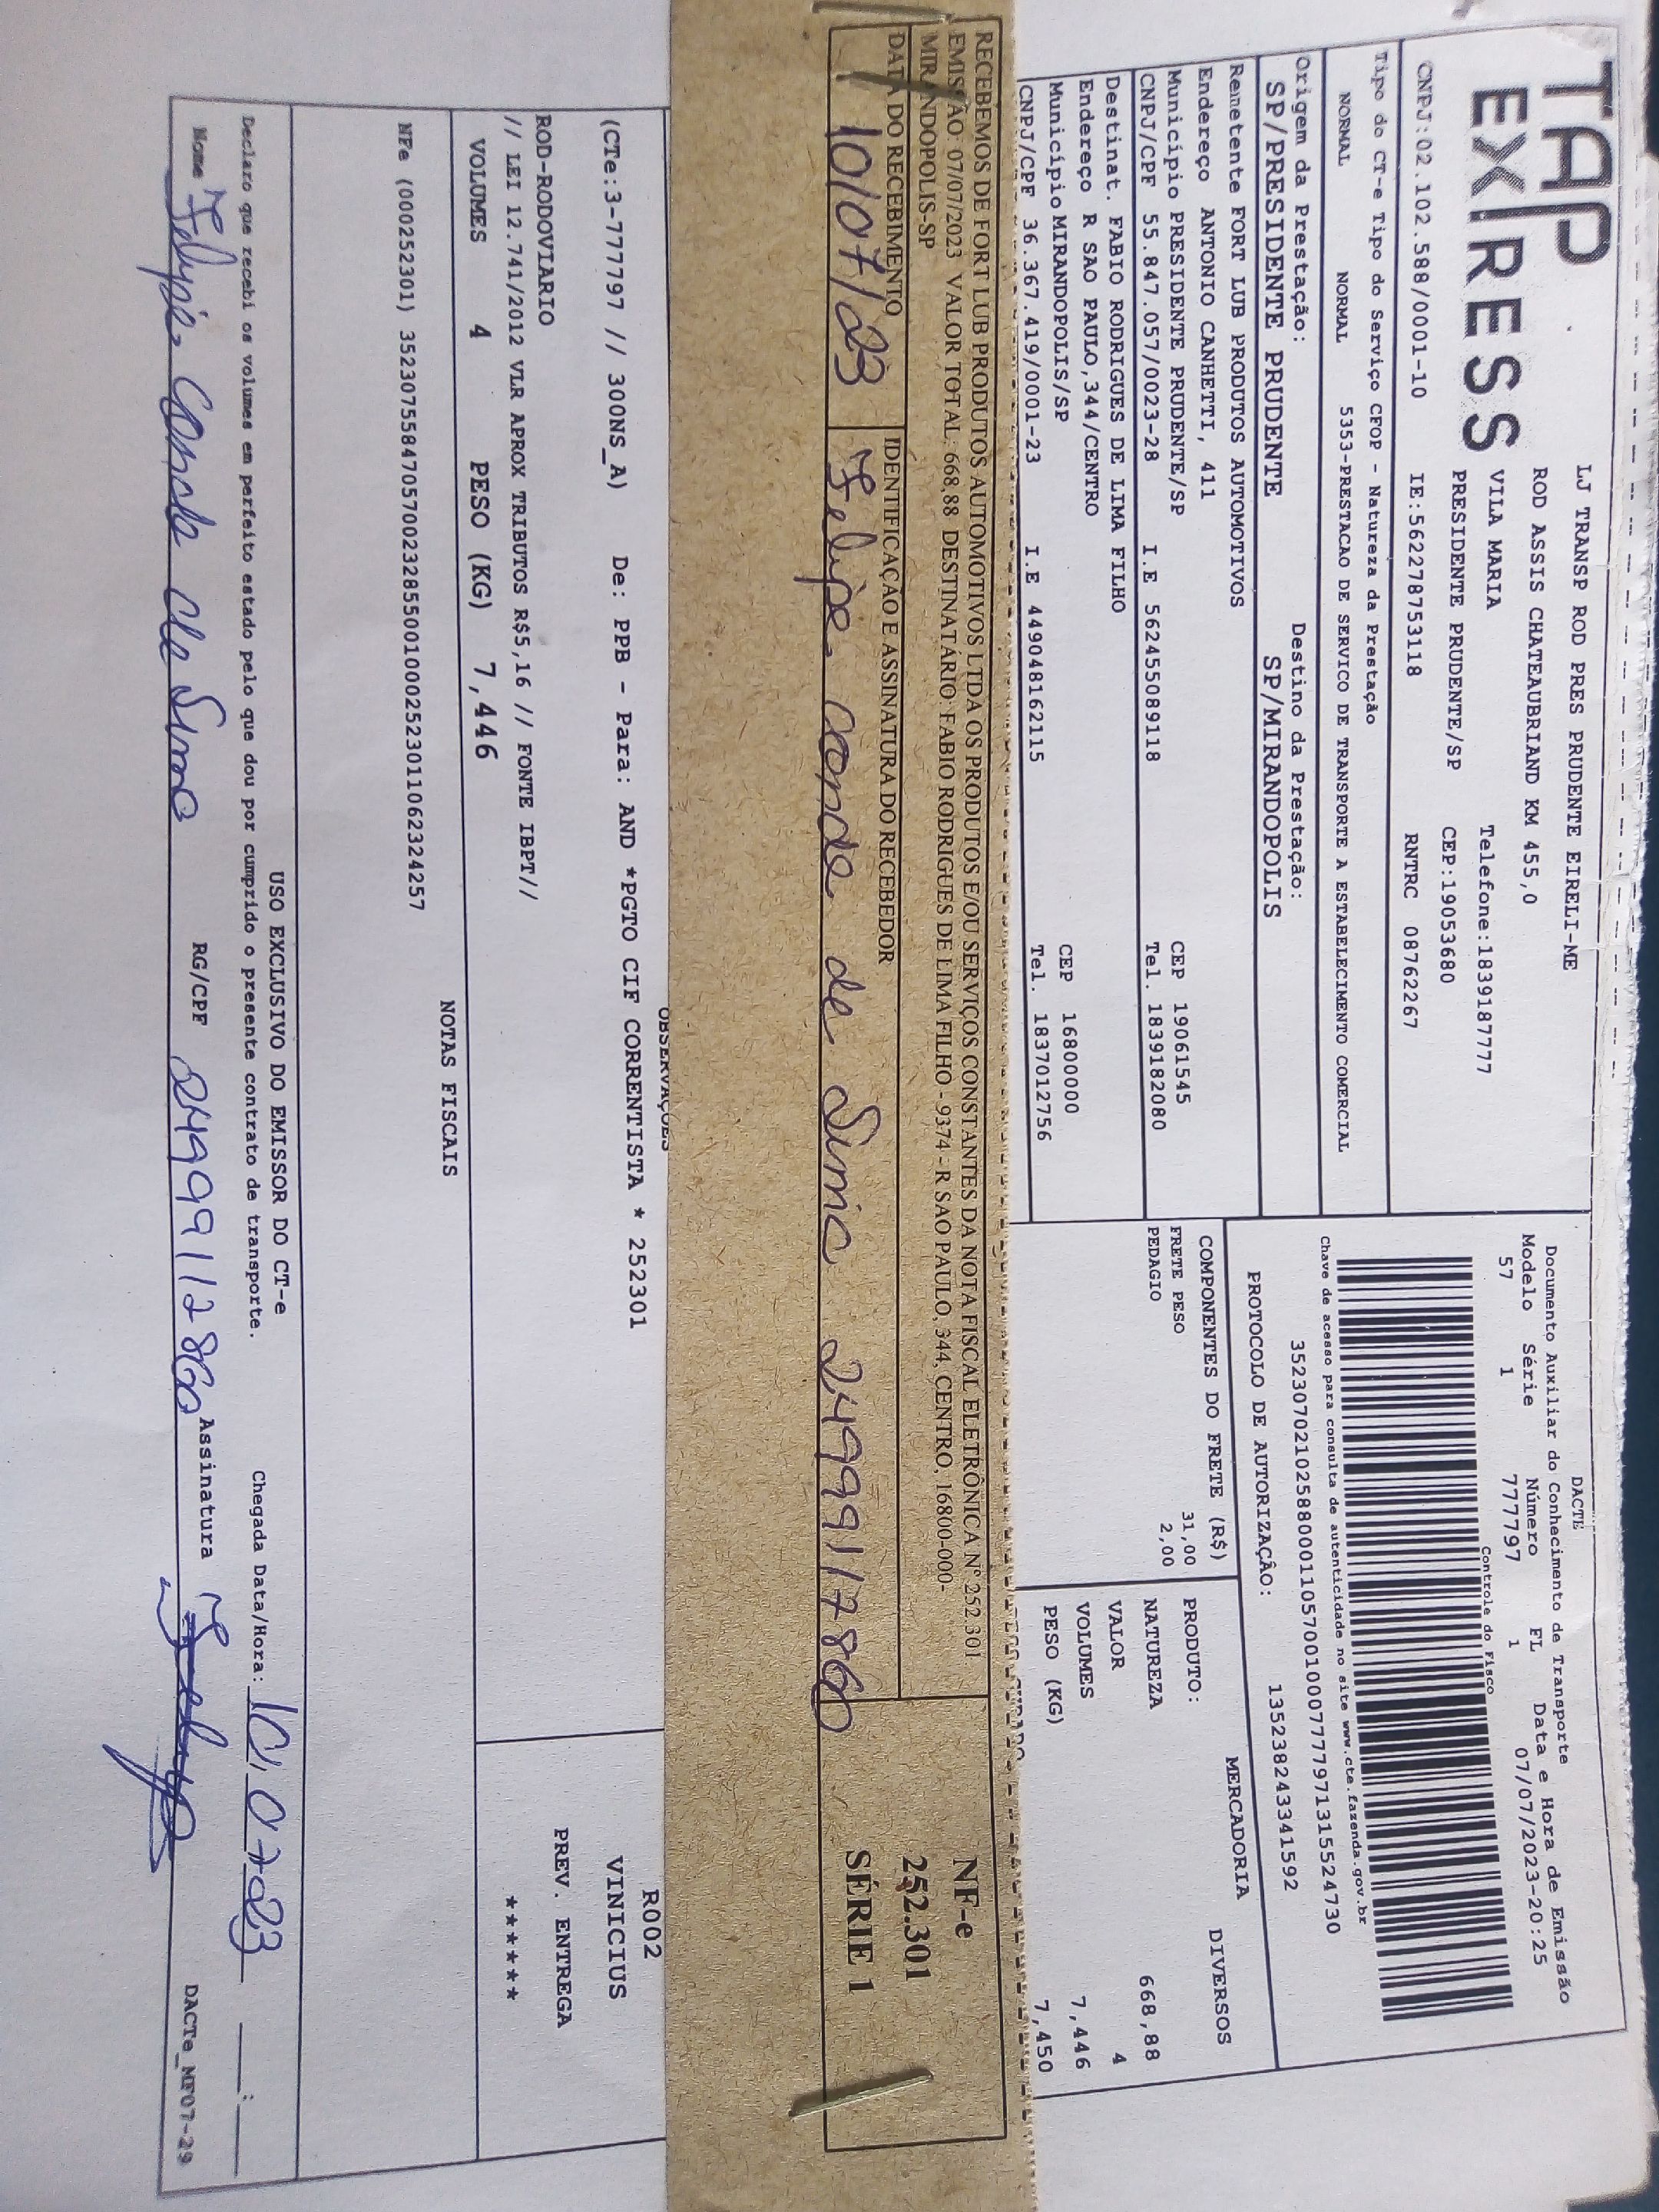 TAP
EXPRESS
LJ TRANSP ROD PRES PRUDENTE EIRELI-ME
ROD ASSIS CHATEAUBRIAND KM 455,0
VILA MARIA Telefone:1839187777
PRESIDENTE PRUDENTE/SP CEP:19053680
CNPJ:02.102.588/0001-10 IE:562278753118 RNTRC 08762267
Tipo do CT-e Tipo do Serviço CFOP - Natureza da Prestação
NORMAL NORMAL 5353-PRESTACAO DE SERVICO DE TRANSPORTE A ESTABELECIMENTO COMERCIAL
Origem da Prestação: Destino da Prestação:
SP/PRESIDENTE PRUDENTE SP/MIRANDOPOLIS
Remetente FORT LUB PRODUTOS AUTOMOTIVOS
Endereço ANTONIO CANHETTI, 411
Município PRESIDENTE PRUDENTE/SP CEP 19061545
CNPJ/CPF 55.847.057/0023-28 I.E 562455089118 Tel. 1839182080
Destinat. FABIO RODRIGUES DE LIMA FILHO
Endereço R SAO PAULO,344/CENTRO
Município MIRANDOPOLIS/SP CEP 16800000
CNPJ/CPF 36.367.419/0001-23 I.E 449048162115 Tel. 1837012756
DACTE
Documento Auxiliar do Conhecimento de Transporte
Modelo Série Número FL Data e Hora de Emissão
57 1 777797 1 07/07/2023-20:25
Controle do Fisco
Chave de acesso para consulta de autenticidade no site www.cte.fazenda.gov.br
35230702102588000110570010007777971315524730
PROTOCOLO DE AUTORIZAÇÃO: 135238243341592
COMPONENTES DO FRETE (R$)
FRETE PESO 31,00
PEDAGIO 2,00
MERCADORIA
PRODUTO: DIVERSOS
NATUREZA
VALOR 668,88
VOLUMES 4
PESO (KG) 7,446
7,450
RECEBEMOS DE FORT LUB PRODUTOS AUTOMOTIVOS LTDA OS PRODUTOS E/OU SERVIÇOS CONSTANTES DA NOTA FISCAL ELETRÔNICA Nº 252.301
EMISSÃO: 07/07/2023 VALOR TOTAL: 668,88 DESTINATÁRIO: FABIO RODRIGUES DE LIMA FILHO - 9374 - R SAO PAULO, 344, CENTRO, 16800-000-
MIRANDOPOLIS-SP
DATA DO RECEBIMENTO IDENTIFICAÇÃO E ASSINATURA DO RECEBEDOR
10/07/23 Felipe conde de 24999117860
NF-e
252.301
SÉRIE 1
OBSERVAÇÕES
(CTe:3-777797 // 300NS_A) De: PPB - Para: AND *PGTO CIF CORRENTISTA * 252301
ROD-RODOVIARIO
// LEI 12.741/2012 VLR APROX TRIBUTOS R$5,16 // FONTE IBPT//
R002
VINICIUS
PREV. ENTREGA
******
VOLUMES 4 PESO (KG) 7,446
NOTAS FISCAIS
NFe (000252301) 35230755847057002328550010002523011062324257
USO EXCLUSIVO DO EMISSOR DO CT-e
Declaro que recebi os volumes em perfeito estado pelo que dou por cumprido o presente contrato de transporte. Chegada Data/Hora: 10,07,23 __:__
Nome Felipe Conde de RG/CPF Assinatura DACTe_MF07-29